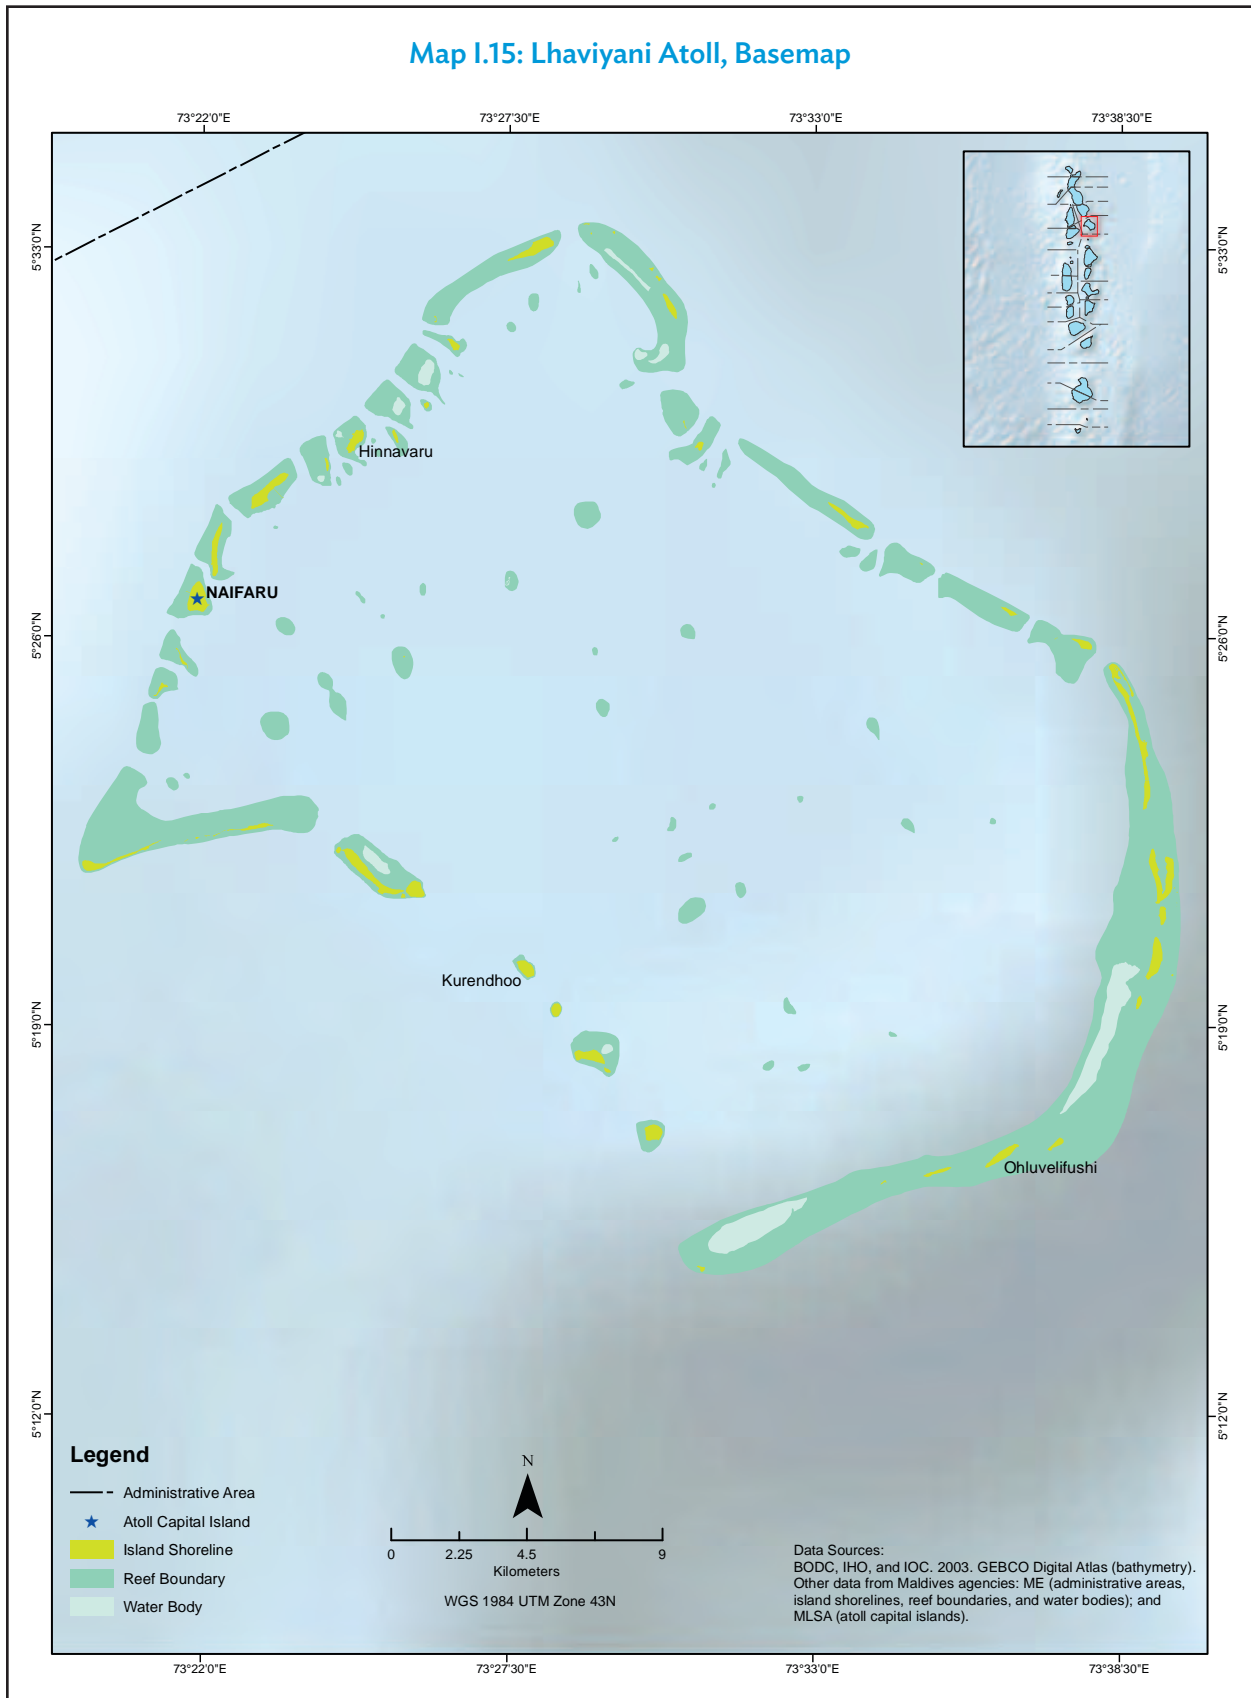 Map I.15: Lhaviyani Atoll, Basemap
73°22'0"E
73°27'30"E
73°33'0"E
73°38'30"E
5°33'0"N
5°33'0"N
Hinnavaru
NAIFARU
5°26'0"N
5°26'0"N
Kurendhoo
5°19'0"N
5°19'0"N
Ohluvelifushi
5°12'0"N
5°12'0"N
Legend
Administrative Area
Atoll Capital Island
Island Shoreline
Reef Boundary
Water Body
N
0 2.25 4.5 9
Kilometers
WGS 1984 UTM Zone 43N
Data Sources:
BODC, IHO, and IOC. 2003. GEBCO Digital Atlas (bathymetry).
Other data from Maldives agencies: ME (administrative areas,
island shorelines, reef boundaries, and water bodies); and
MLSA (atoll capital islands).
73°22'0"E
73°27'30"E
73°33'0"E
73°38'30"E